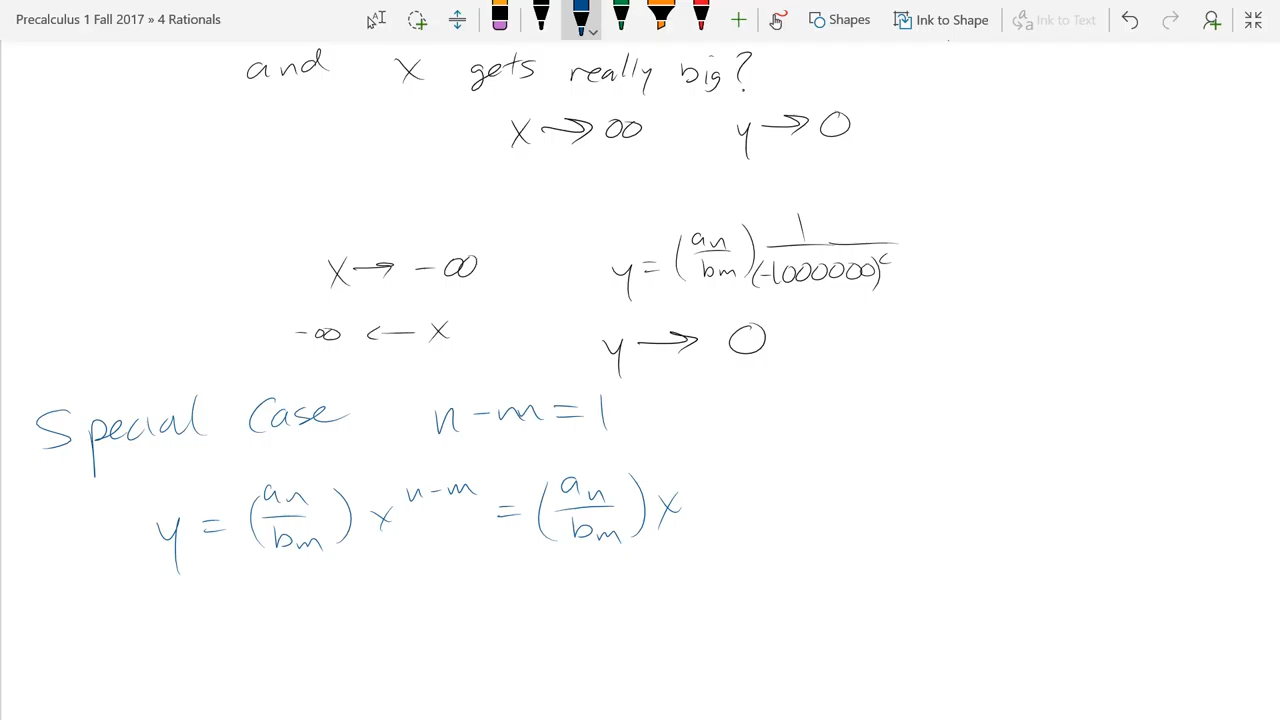 Precalculus 1 Fall 2017 » 4 Rationals Shapes Ink to Shape Ink to Text
and x gets really big?
x → ∞ y → 0
x → -∞ y = (an/bm) 1/(-1000000)^c
-∞ ← x y → 0
Special Case n-m=1
y = (an/bm) x^(n-m) = (an/bm) x